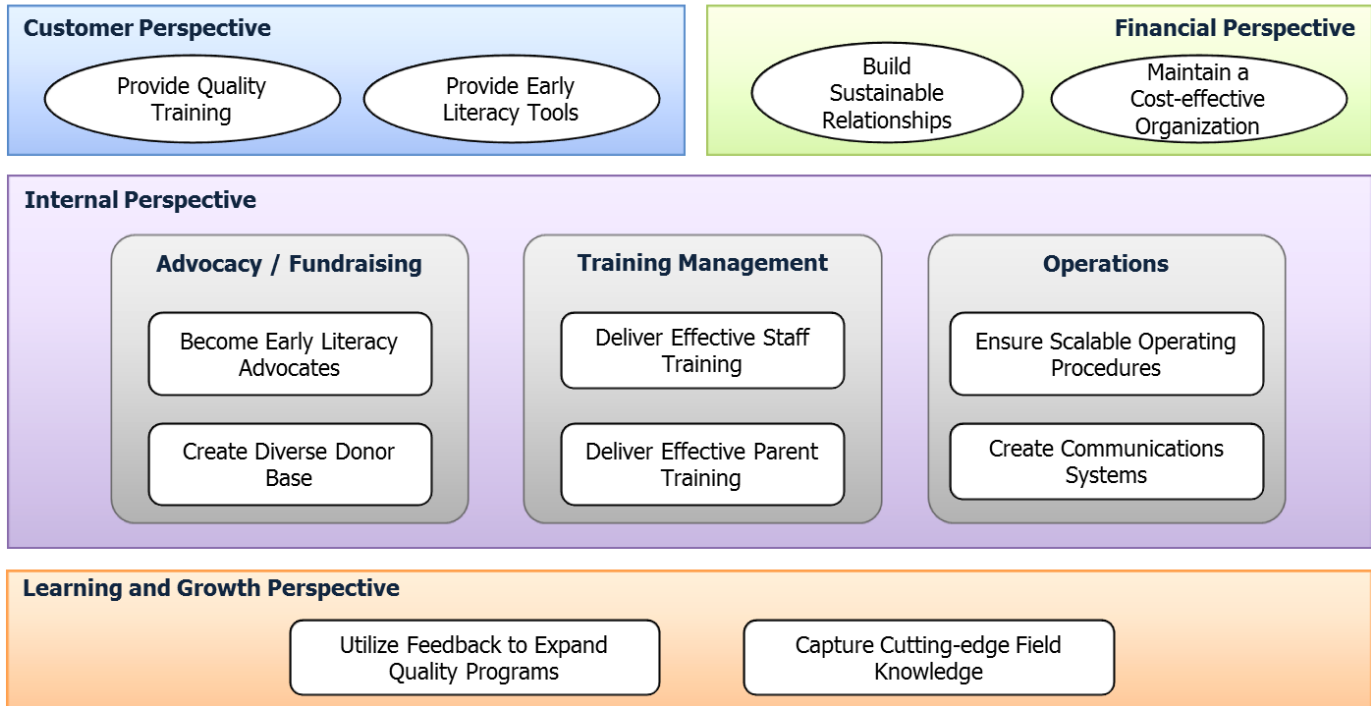 Customer Perspective
Provide Quality
Training
Provide Early
Literacy Tools
Financial Perspective
Build
Sustainable
Relationships
Maintain a
Cost-effective
Organization
Internal Perspective
Advocacy / Fundraising
Become Early Literacy
Advocates
Create Diverse Donor
Base
Training Management
Deliver Effective Staff
Training
Deliver Effective Parent
Training
Operations
Ensure Scalable Operating
Procedures
Create Communications
Systems
Learning and Growth Perspective
Utilize Feedback to Expand
Quality Programs
Capture Cutting-edge Field
Knowledge